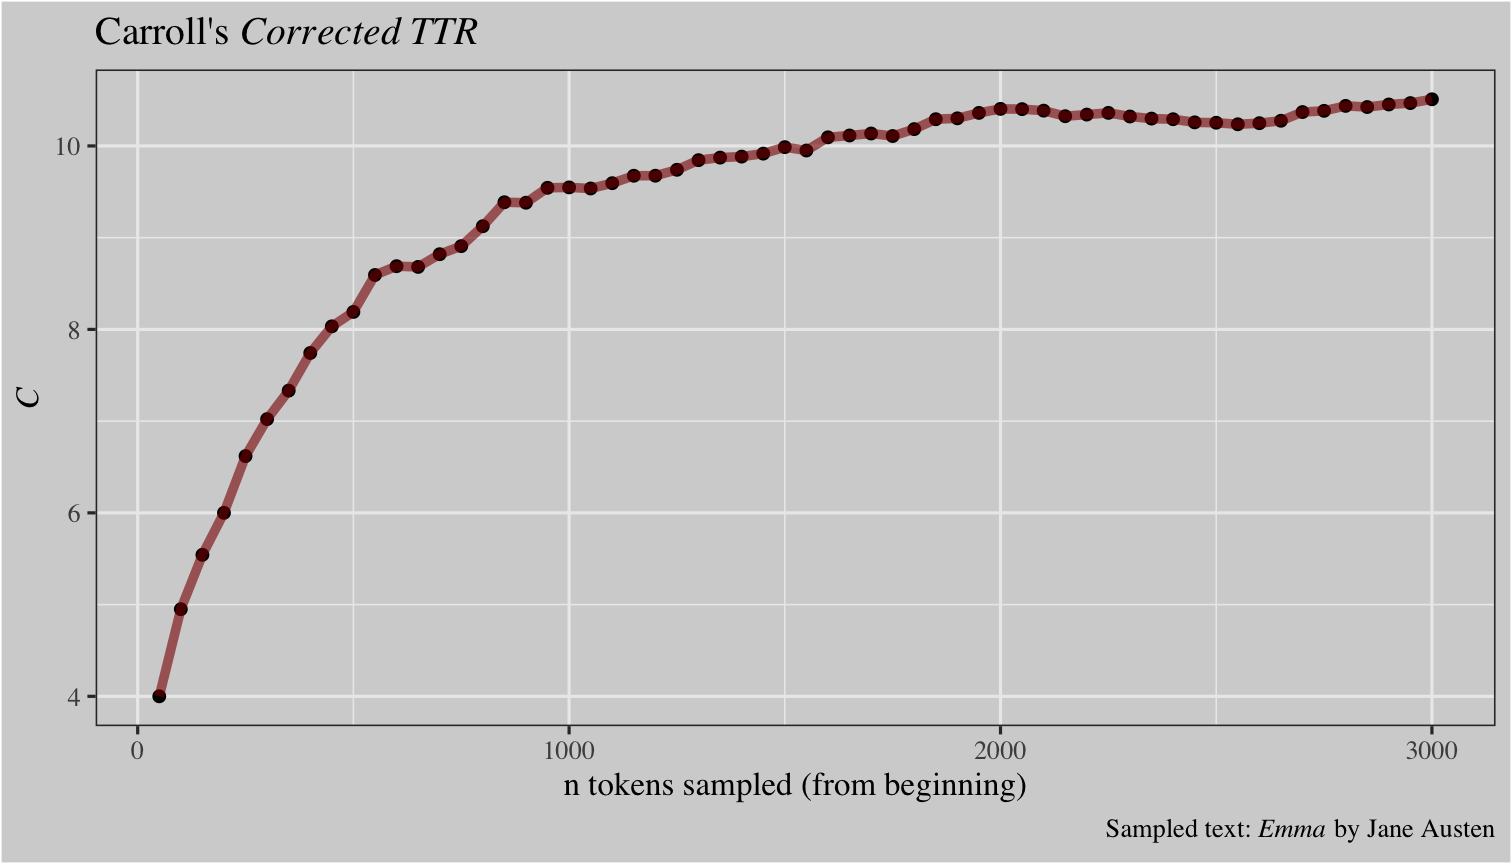 Carroll's Corrected TTR
10
8
6
4
C
0 1000 2000 3000
n tokens sampled (from beginning)
Sampled text: Emma by Jane Austen